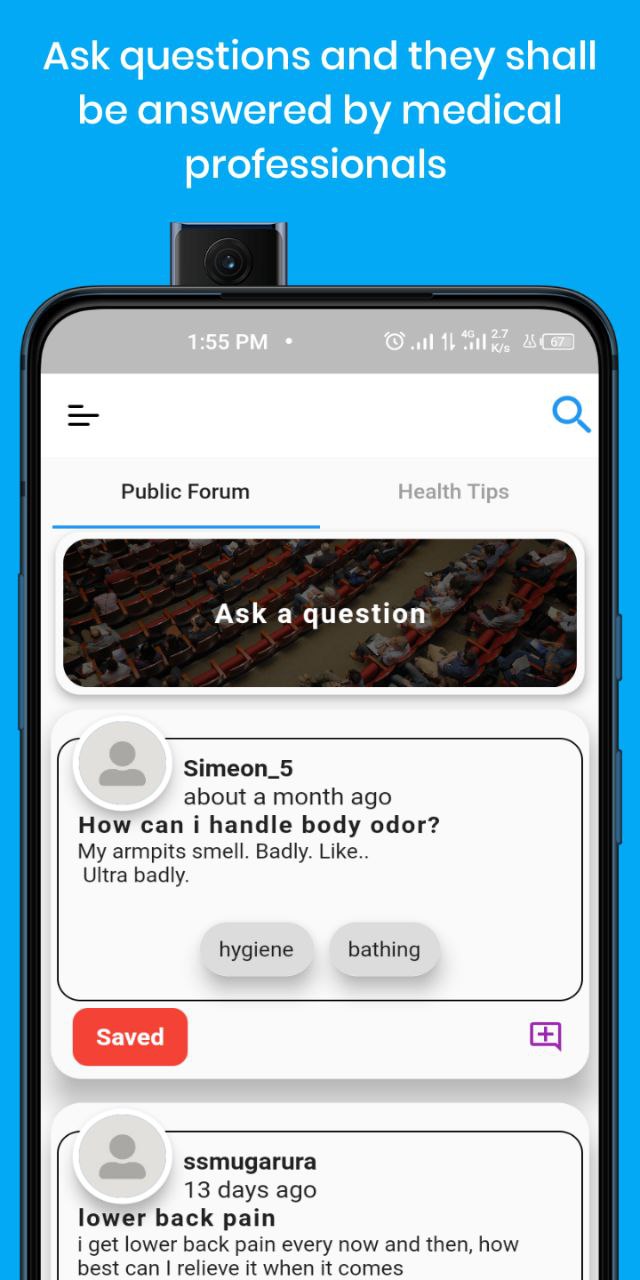 Ask questions and they shall
be answered by medical
professionals
1:55 PM •
4G 2.7 K/s 67
Public Forum
Health Tips
Ask a question
Simeon_5
about a month ago
How can i handle body odor?
My armpits smell. Badly. Like..
Ultra badly.
hygiene
bathing
Saved
ssmugarura
13 days ago
lower back pain
i get lower back pain every now and then, how
best can I relieve it when it comes